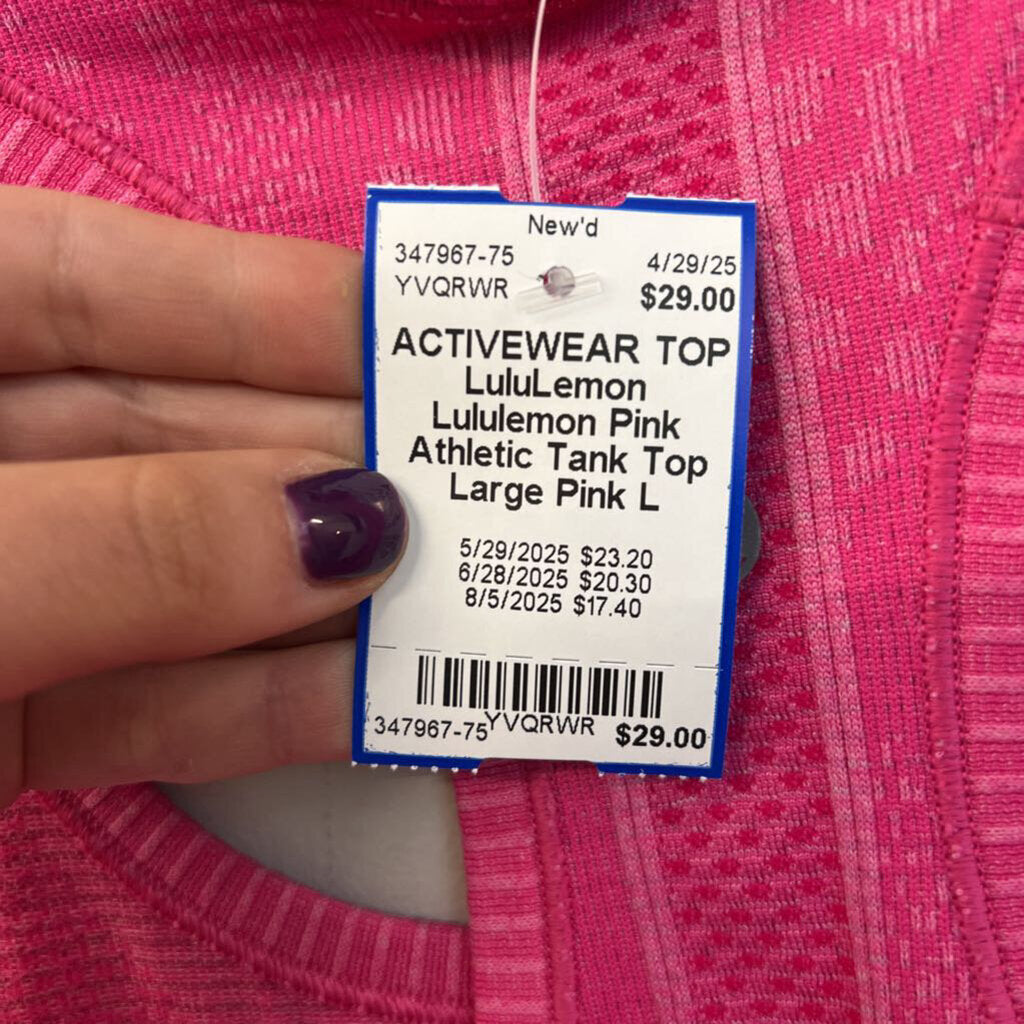 New'd
347967-75 4/29/25
YVQRWR $29.00
ACTIVEWEAR TOP
LuluLemon
Lululemon Pink
Athletic Tank Top
Large Pink L
5/29/2025 $23.20
6/28/2025 $20.30
8/5/2025 $17.40
347967-75 YVQRWR $29.00